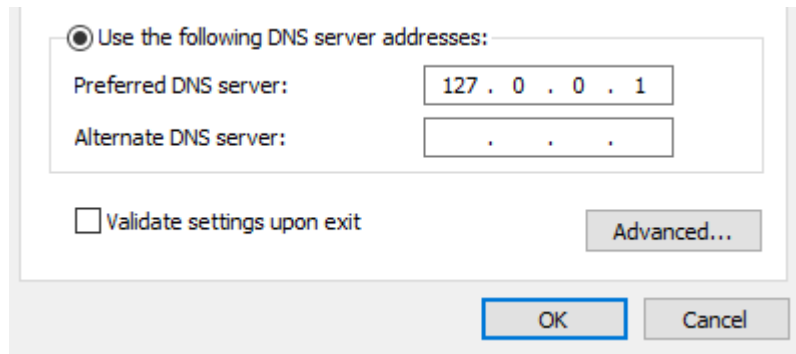 Use the following DNS server addresses:
Preferred DNS server: 127 . 0 . 0 . 1
Alternate DNS server: . . .
Validate settings upon exit
Advanced...
OK Cancel